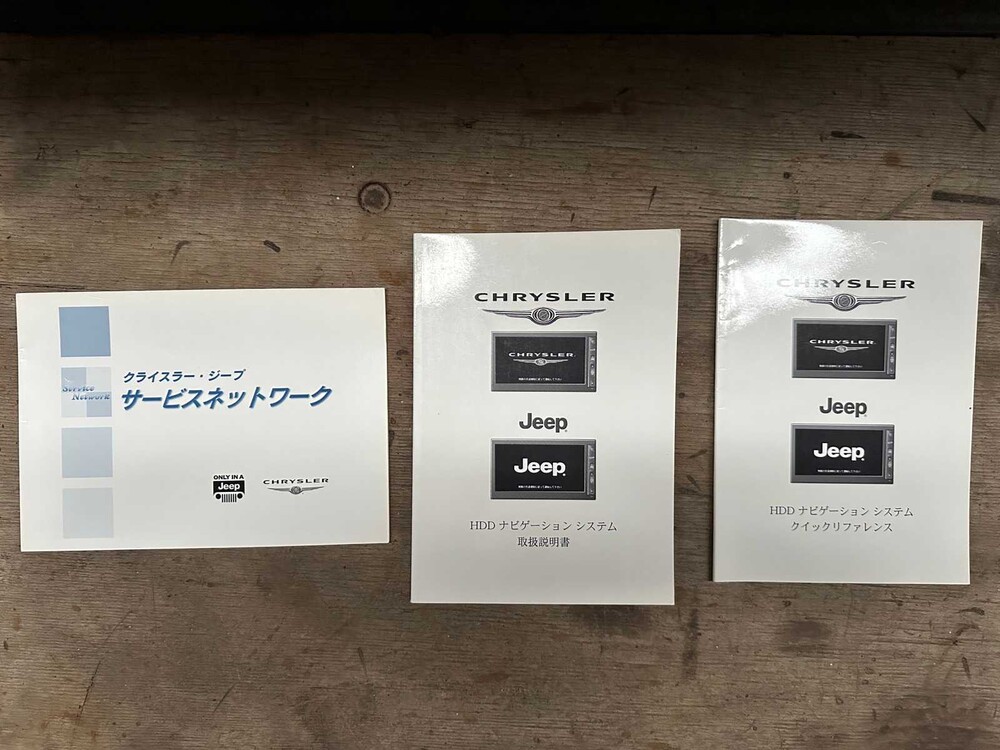 Service
Network
クライスラー・ジープ
サービスネットワーク
ONLY IN A
Jeep
CHRYSLER
CHRYSLER
CHRYSLER
Jeep
Jeep
HDD ナビゲーション システム
取扱説明書
CHRYSLER
CHRYSLER
Jeep
Jeep
HDD ナビゲーション システム
クイックリファレンス